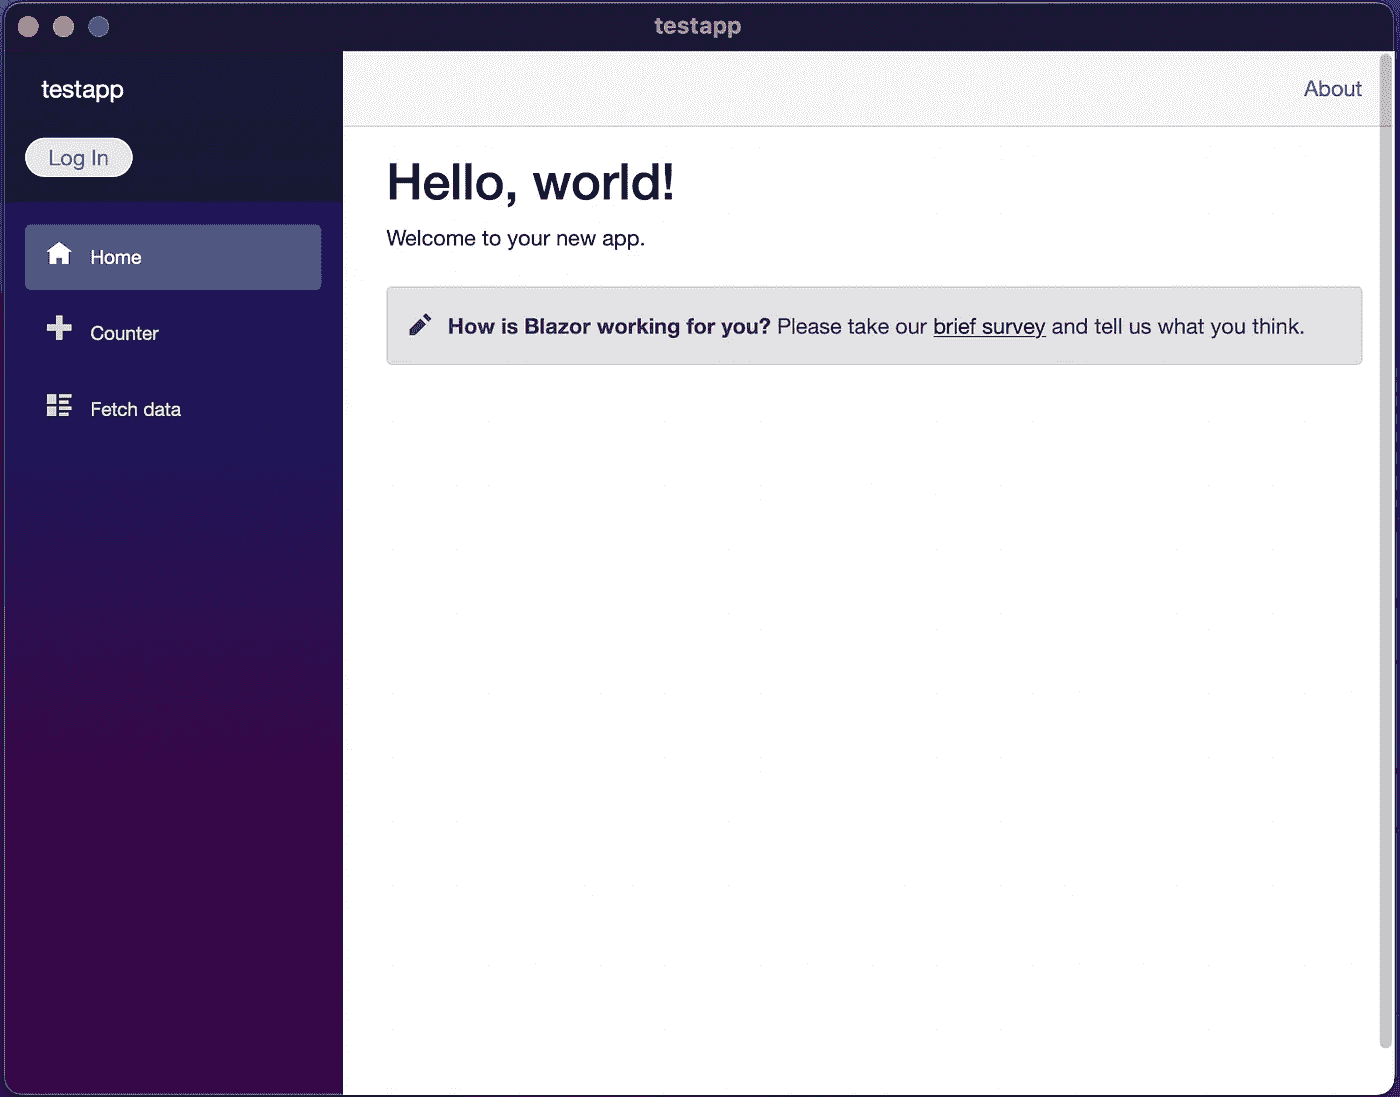 testapp
testapp
Log In
Home
Counter
Fetch data
About
Hello, world!
Welcome to your new app.
How is Blazor working for you? Please take our brief survey and tell us what you think.